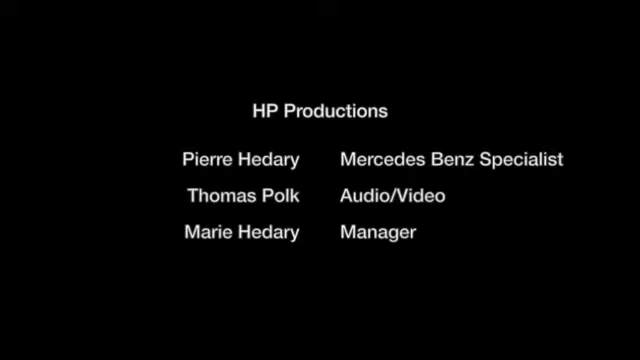 HP Productions
Pierre Hedary Mercedes Benz Specialist
Thomas Polk Audio/Video
Marie Hedary Manager